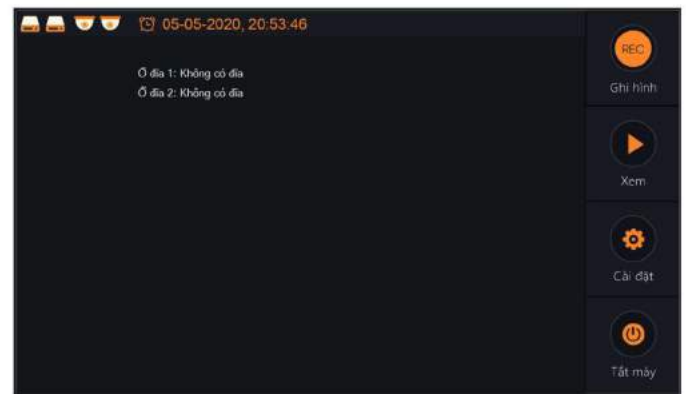 05-05-2020, 20:53:46
Ổ đĩa 1: Không có đĩa
Ổ đĩa 2: Không có đĩa
REC
Ghi hình
Xem
Cài đặt
Tắt máy